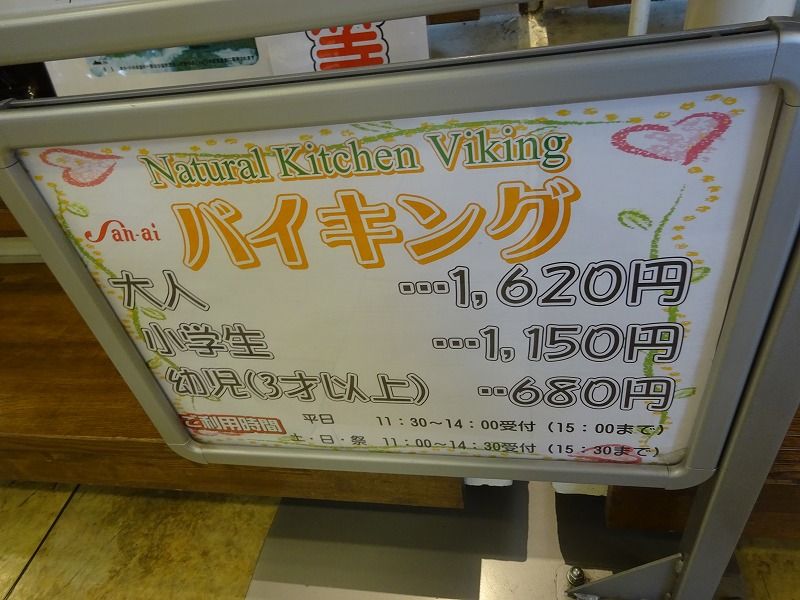 Natural Kitchen Viking
San-ai
バイキング
大人 …1,620円
小学生 …1,150円
幼児(3才以上) ‥680円
ご利用時間 平日 11:30～14:00受付 (15:00まで)
土・日・祭 11:00～14:30受付 (15:30まで)